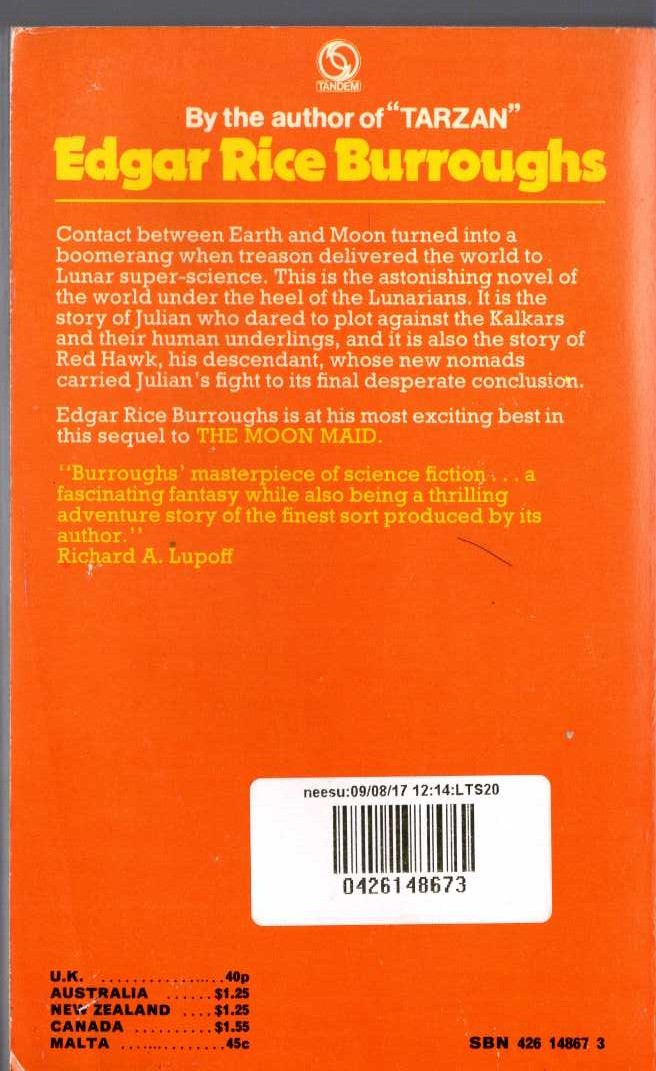 TANDEM
By the author of "TARZAN"
Edgar Rice Burroughs
Contact between Earth and Moon turned into a
boomerang when treason delivered the world to
Lunar super-science. This is the astonishing novel of
the world under the heel of the Lunarians. It is the
story of Julian who dared to plot against the Kalkars
and their human underlings, and it is also the story of
Red Hawk, his descendant, whose new nomads
carried Julian's fight to its final desperate conclusion.
Edgar Rice Burroughs is at his most exciting best in
this sequel to THE MOON MAID.
"Burroughs' masterpiece of science fiction . . . a
fascinating fantasy while also being a thrilling
adventure story of the finest sort produced by its
author."
Richard A. Lupoff
neesu:09/08/17 12:14:LTS20
0426148673
U.K. .................. 40p
AUSTRALIA ...... $1.25
NEW ZEALAND .... $1.25
CANADA .......... $1.55
MALTA ............... 45c
SBN 426 14867 3